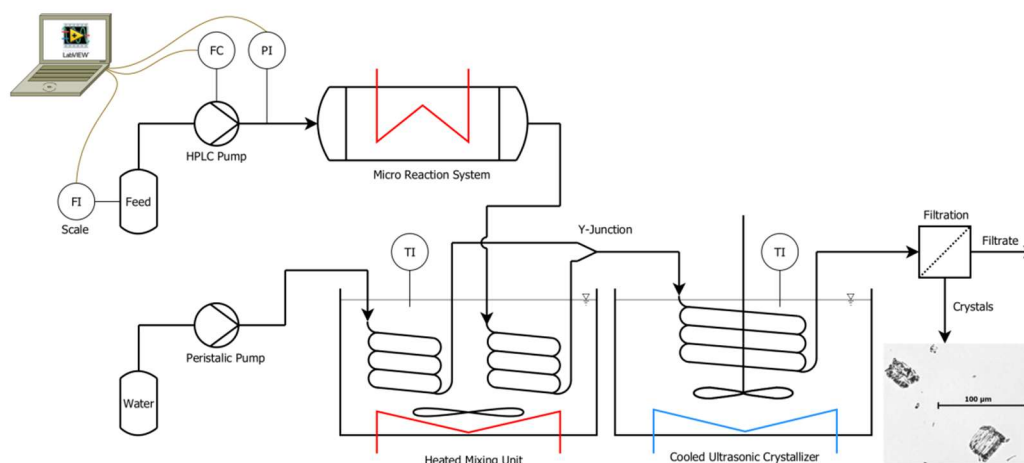 LabVIEW
FC
PI
HPLC Pump
Micro Reaction System
FI
Feed
Scale
Y-Junction
Filtration
TI
TI
Filtrate
Crystals
Peristalic Pump
Water
100 µm
Heated Mixing Unit
Cooled Ultrasonic Crystallizer